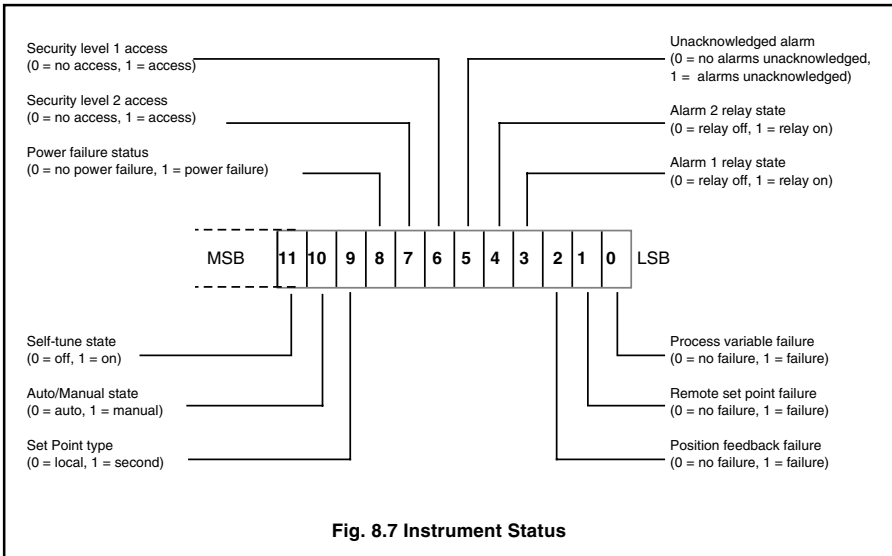 Security level 1 access
(0 = no access, 1 = access)
Security level 2 access
(0 = no access, 1 = access)
Power failure status
(0 = no power failure, 1 = power failure)
Unacknowledged alarm
(0 = no alarms unacknowledged,
1 = alarms unacknowledged)
Alarm 2 relay state
(0 = relay off, 1 = relay on)
Alarm 1 relay state
(0 = relay off, 1 = relay on)
MSB 11 10 9 8 7 6 5 4 3 2 1 0 LSB
Self-tune state
(0 = off, 1 = on)
Auto/Manual state
(0 = auto, 1 = manual)
Set Point type
(0 = local, 1 = second)
Process variable failure
(0 = no failure, 1 = failure)
Remote set point failure
(0 = no failure, 1 = failure)
Position feedback failure
(0 = no failure, 1 = failure)
Fig. 8.7 Instrument Status